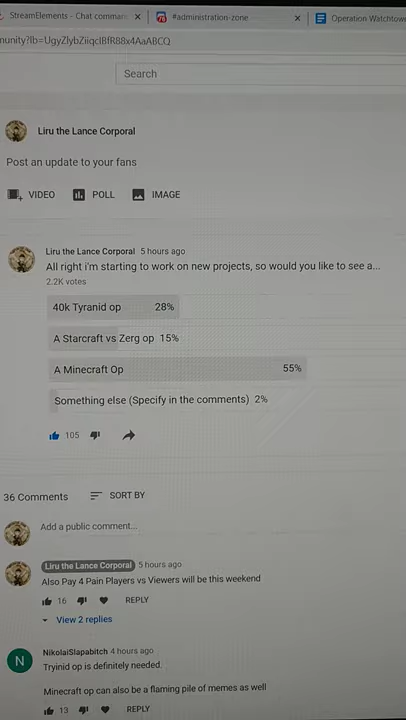 StreamElements - Chat comman
#administration-zone
Operation Watchtow
munity?lb=UgyZlybZiiqclBfR88x4AaABCQ
Search
Liru the Lance Corporal
Post an update to your fans
VIDEO POLL IMAGE
Liru the Lance Corporal 5 hours ago
All right i'm starting to work on new projects, so would you like to see a...
2.2K votes
40k Tyranid op 28%
A Starcraft vs Zerg op 15%
A Minecraft Op 55%
Something else (Specify in the comments) 2%
105
36 Comments SORT BY
Add a public comment...
Liru the Lance Corporal 5 hours ago
Also Pay 4 Pain Players vs Viewers will be this weekend
16 REPLY
View 2 replies
N
NikolaiSlapabitch 4 hours ago
Tryinid op is definitely needed.
Minecraft op can also be a flaming pile of memes as well
13 REPLY